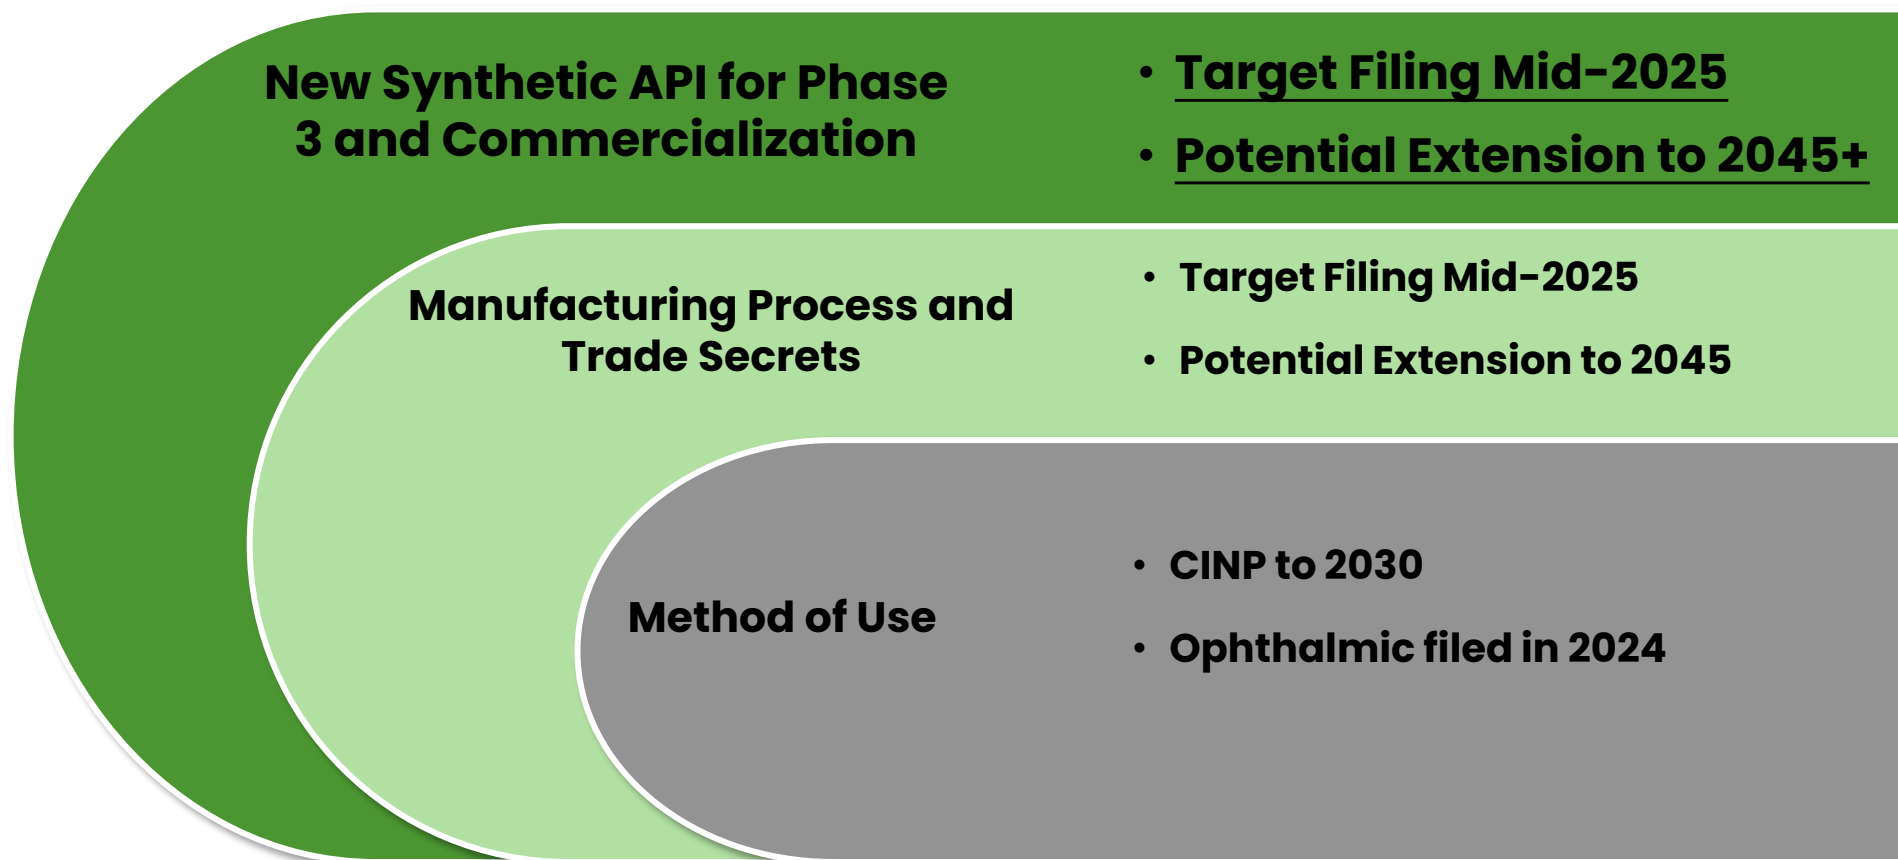 New Synthetic API for Phase
3 and Commercialization
• Target Filing Mid-2025
• Potential Extension to 2045+
Manufacturing Process and
Trade Secrets
• Target Filing Mid-2025
• Potential Extension to 2045
Method of Use
• CINP to 2030
• Ophthalmic filed in 2024